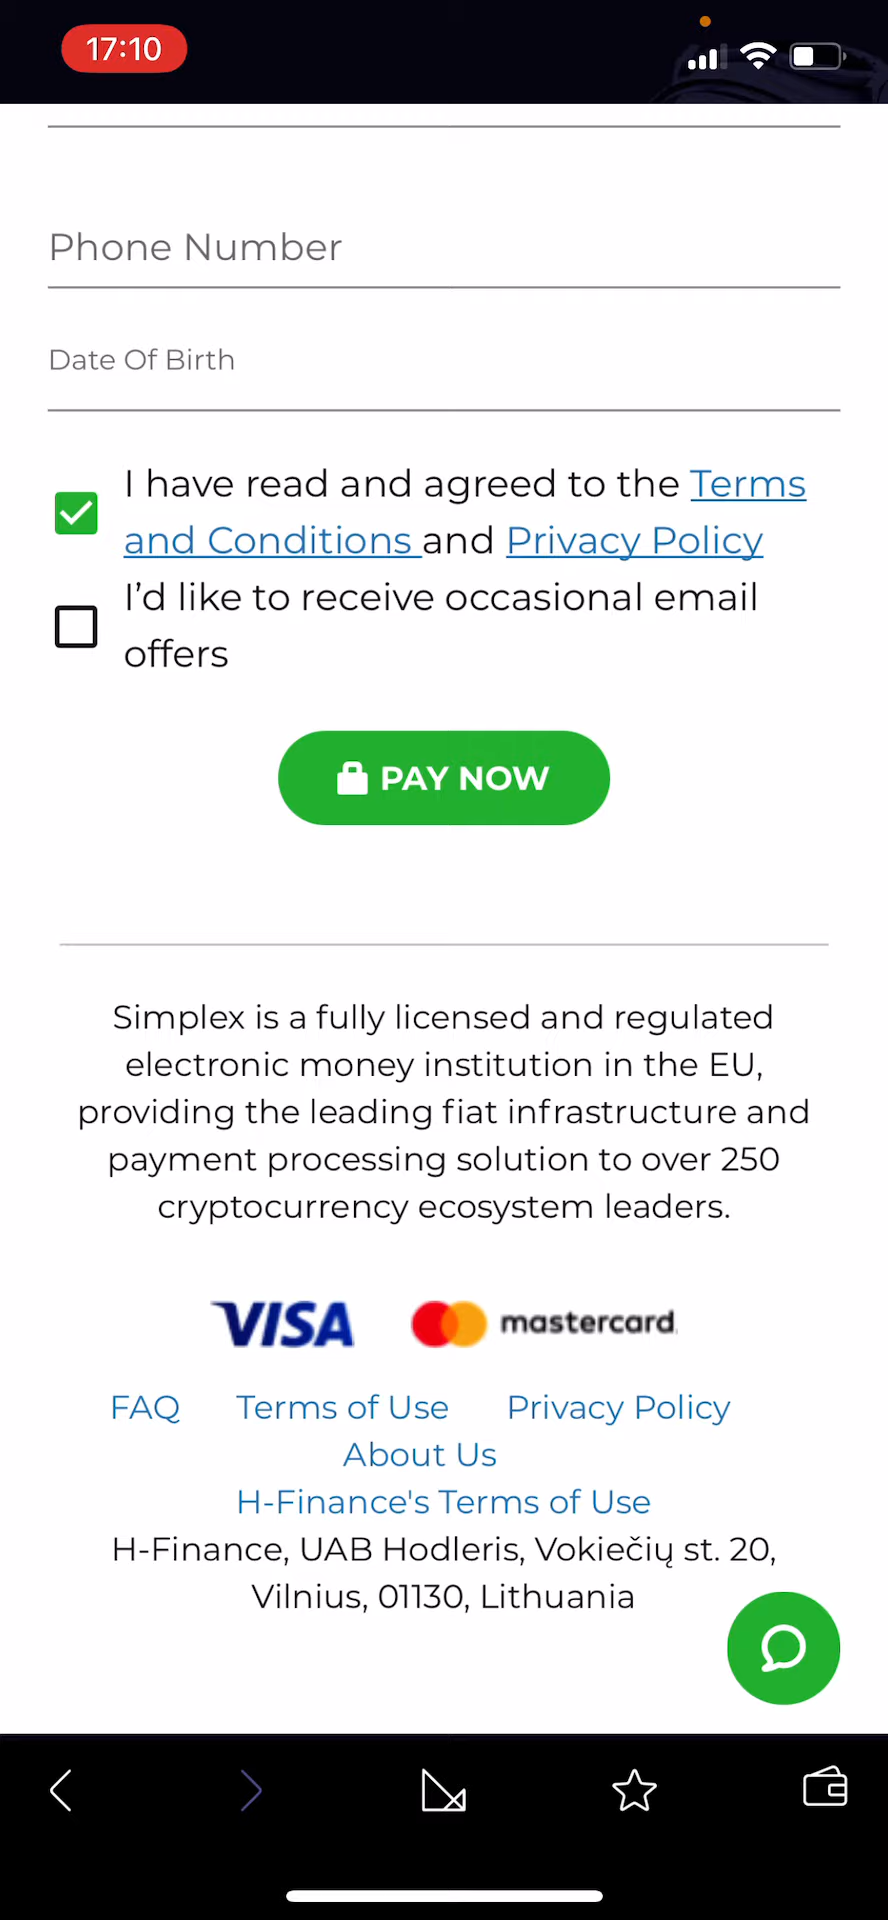 17:10
Phone Number
Date Of Birth
I have read and agreed to the Terms
and Conditions and Privacy Policy
I’d like to receive occasional email
offers
PAY NOW
Simplex is a fully licensed and regulated
electronic money institution in the EU,
providing the leading fiat infrastructure and
payment processing solution to over 250
cryptocurrency ecosystem leaders.
VISA mastercard.
FAQ Terms of Use Privacy Policy
About Us
H-Finance's Terms of Use
H-Finance, UAB Hodleris, Vokiečių st. 20,
Vilnius, 01130, Lithuania